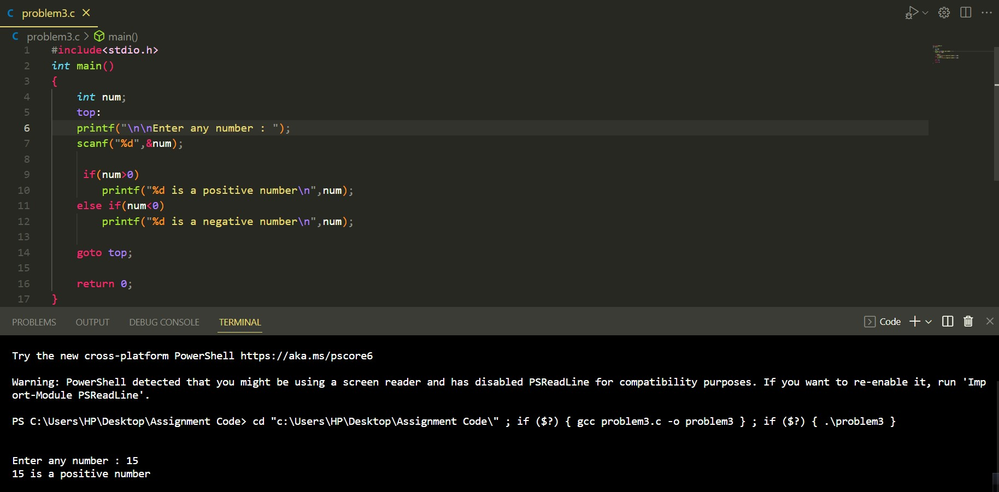 C problem3.c ×
C problem3.c > main()
1 #include<stdio.h>
2 int main()
3 {
4     int num;
5     top:
6     printf("\n\nEnter any number : ");
7     scanf("%d",&num);
8
9      if(num>0)
10         printf("%d is a positive number\n",num);
11     else if(num<0)
12         printf("%d is a negative number\n",num);
13
14     goto top;
15
16     return 0;
17 }
PROBLEMS OUTPUT DEBUG CONSOLE TERMINAL Code
Try the new cross-platform PowerShell https://aka.ms/pscore6
Warning: PowerShell detected that you might be using a screen reader and has disabled PSReadLine for compatibility purposes. If you want to re-enable it, run 'Imp
ort-Module PSReadLine'.
PS C:\Users\HP\Desktop\Assignment Code> cd "c:\Users\HP\Desktop\Assignment Code\" ; if ($?) { gcc problem3.c -o problem3 } ; if ($?) { .\problem3 }
Enter any number : 15
15 is a positive number